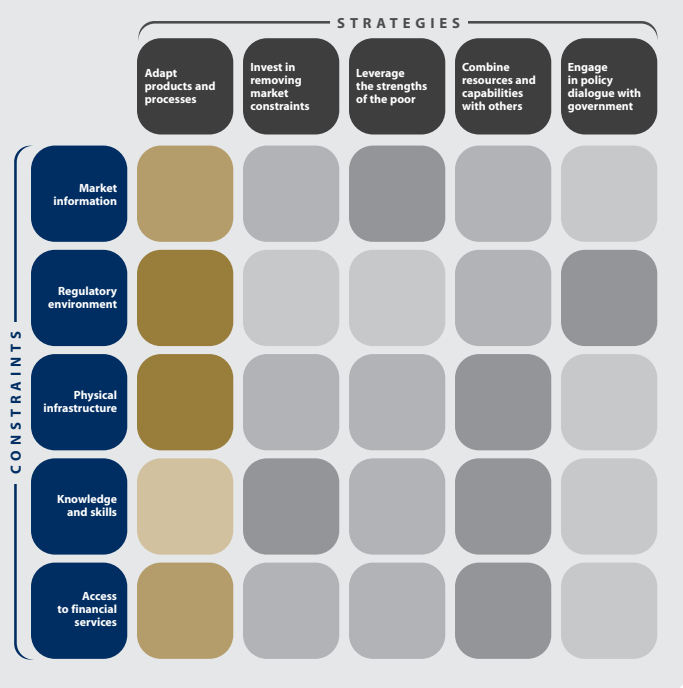 STRATEGIES
Adapt
products and
processes
Invest in
removing
market
constraints
Leverage
the strengths
of the poor
Combine
resources and
capabilities
with others
Engage
in policy
dialogue with
government
CONSTRAINTS
Market
information
Regulatory
environment
Physical
infrastructure
Knowledge
and skills
Access
to financial
services